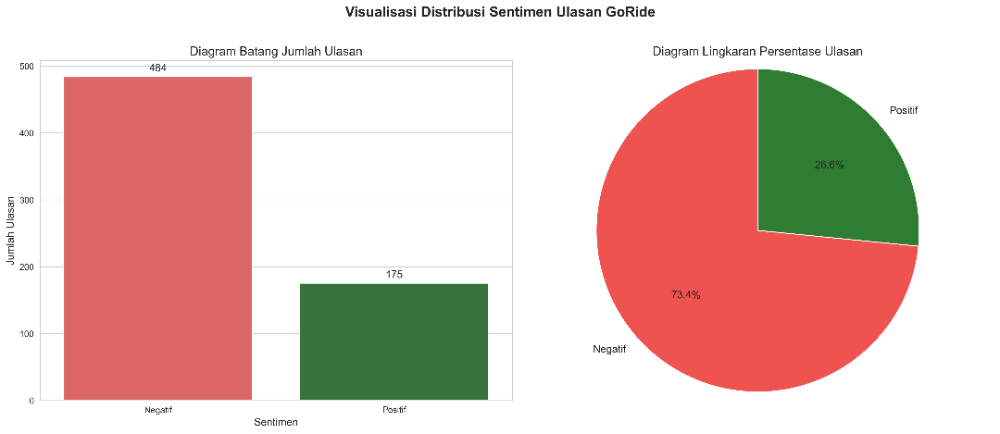 Visualisasi Distribusi Sentimen Ulasan GoRide
Diagram Batang Jumlah Ulasan
500
400
300
200
100
0
Jumlah Ulasan
484
175
Negatif
Positif
Sentimen
Diagram Lingkaran Persentase Ulasan
Positif
26.6%
73.4%
Negatif